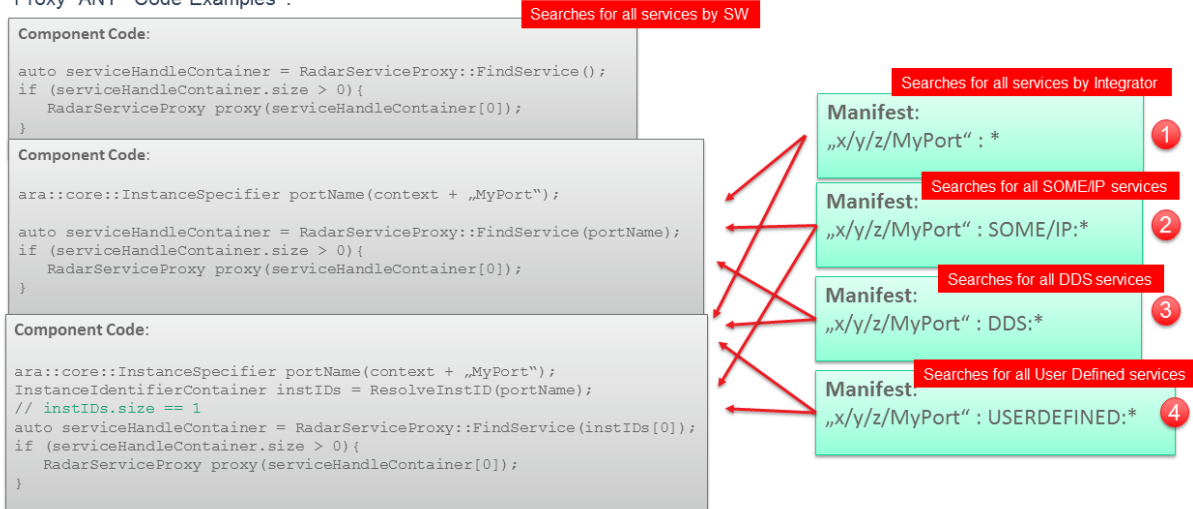 Proxy "ANY" Code Examples :
Searches for all services by SW
Component Code:
auto serviceHandleContainer = RadarServiceProxy::FindService();
if (serviceHandleContainer.size > 0){
RadarServiceProxy proxy(serviceHandleContainer[0]);
}
Component Code:
ara::core::InstanceSpecifier portName(context + „MyPort“);
auto serviceHandleContainer = RadarServiceProxy::FindService(portName);
if (serviceHandleContainer.size > 0){
RadarServiceProxy proxy(serviceHandleContainer[0]);
}
Component Code:
ara::core::InstanceSpecifier portName(context + „MyPort“);
InstanceIdentifierContainer instIDs = ResolveInstID(portName);
// instIDs.size == 1
auto serviceHandleContainer = RadarServiceProxy::FindService(instIDs[0]);
if (serviceHandleContainer.size > 0){
RadarServiceProxy proxy(serviceHandleContainer[0]);
}
Searches for all services by Integrator
Manifest:
„x/y/z/MyPort“ : *
1
Searches for all SOME/IP services
Manifest:
„x/y/z/MyPort“ : SOME/IP:*
2
Searches for all DDS services
Manifest:
„x/y/z/MyPort“ : DDS:*
3
Searches for all User Defined services
Manifest:
„x/y/z/MyPort“ : USERDEFINED:*
4